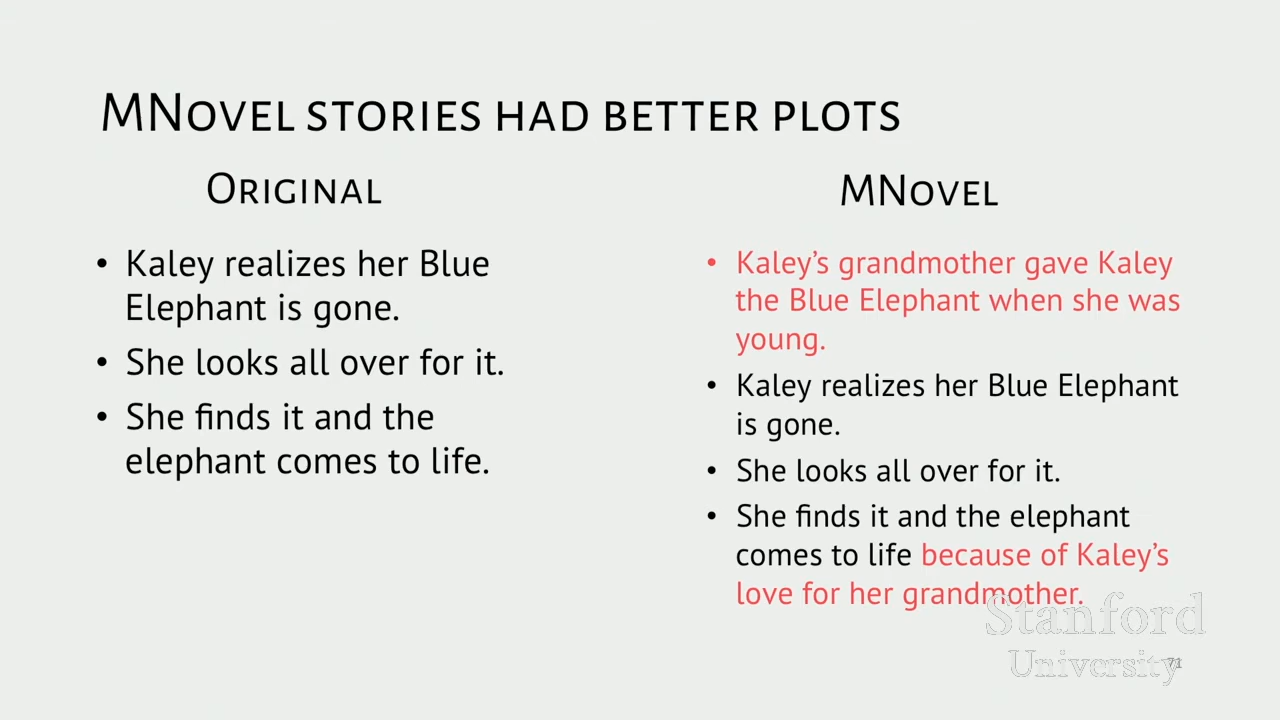 MNovel stories had better plots
Original
• Kaley realizes her Blue
Elephant is gone.
• She looks all over for it.
• She finds it and the
elephant comes to life.
MNovel
• Kaley’s grandmother gave Kaley
the Blue Elephant when she was
young.
• Kaley realizes her Blue Elephant
is gone.
• She looks all over for it.
• She finds it and the elephant
comes to life because of Kaley’s
love for her grandmother.
Stanford
University
71